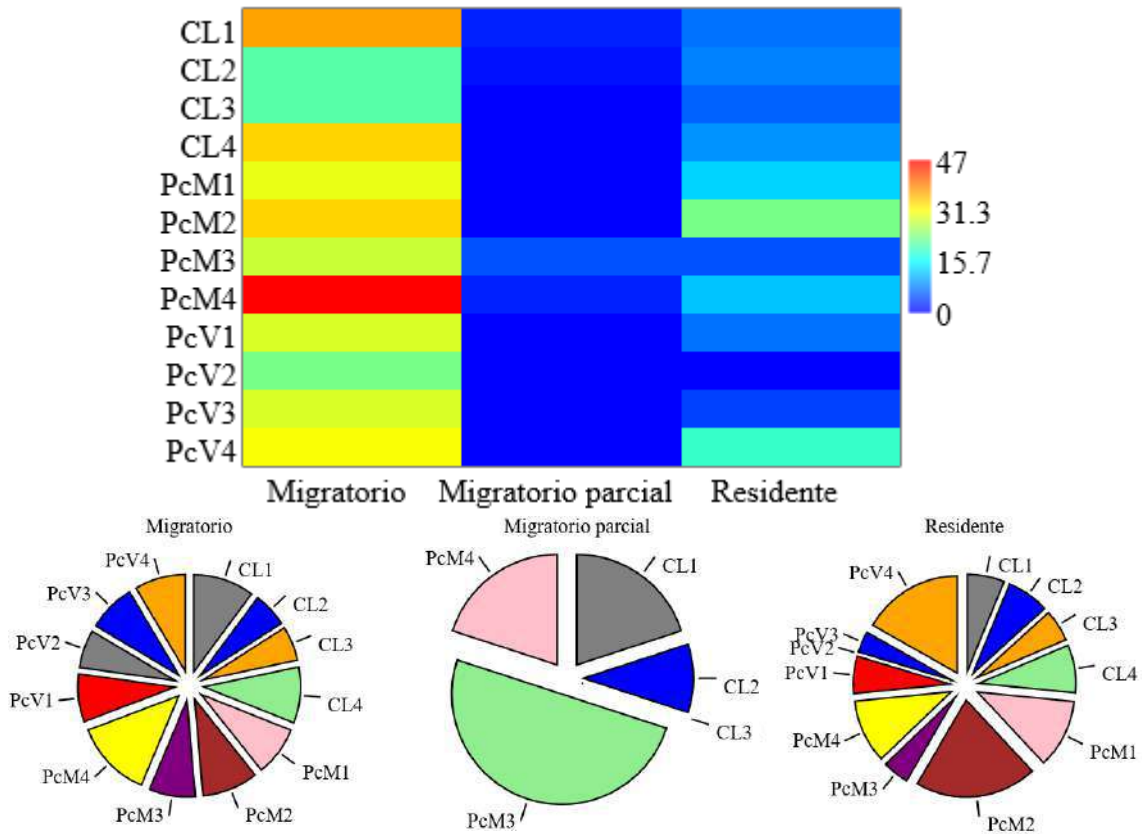 CL1
CL2
CL3
CL4
PcM1
PcM2
PcM3
PcM4
PcV1
PcV2
PcV3
PcV4
47
31.3
15.7
0
Migratorio Migratorio parcial Residente
Migratorio
PcV4
CL1
PcV3
CL2
PcV2
CL3
PcV1
CL4
PcM4
PcM1
PcM3
PcM2
Migratorio parcial
PcM4
CL1
CL2
CL3
PcM3
Residente
PcV4
CL1
CL2
CL3
PcV3
PcV2
PcV1
CL4
PcM4
PcM1
PcM3
PcM2